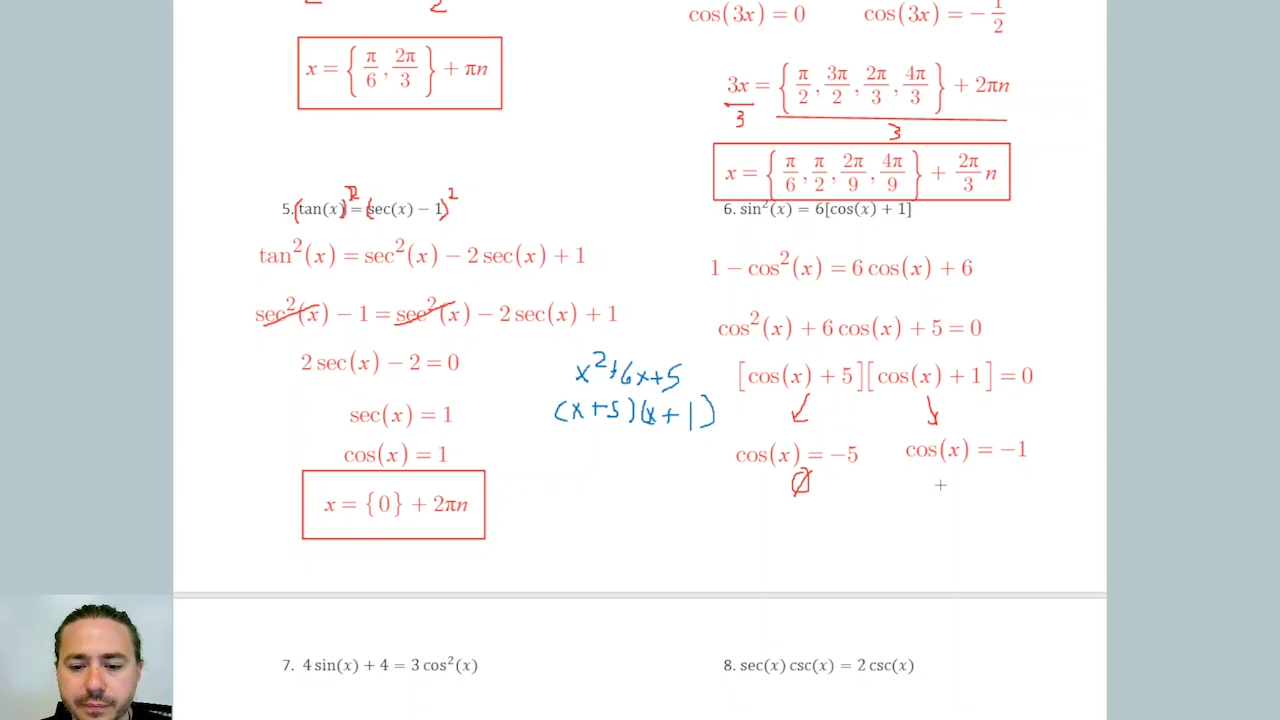 2
cos(3x) = 0
cos(3x) = −1/2
x = {π/6, 2π/3} + πn
3x = {π/2, 3π/2, 2π/3, 4π/3} + 2πn
3
3
x = {π/6, π/2, 2π/9, 4π/9} + 2π/3 n
5. (tan(x))² = (sec(x) − 1)²
tan²(x) = sec²(x) − 2 sec(x) + 1
sec²(x) − 1 = sec²(x) − 2 sec(x) + 1
2 sec(x) − 2 = 0
sec(x) = 1
cos(x) = 1
x = {0} + 2πn
x²+6x+5
(x+5)(x+1)
6. sin²(x) = 6[cos(x) + 1]
1 − cos²(x) = 6 cos(x) + 6
cos²(x) + 6 cos(x) + 5 = 0
[cos(x) + 5][cos(x) + 1] = 0
cos(x) = −5
cos(x) = −1
∅
7. 4 sin(x) + 4 = 3 cos²(x)
8. sec(x) csc(x) = 2 csc(x)